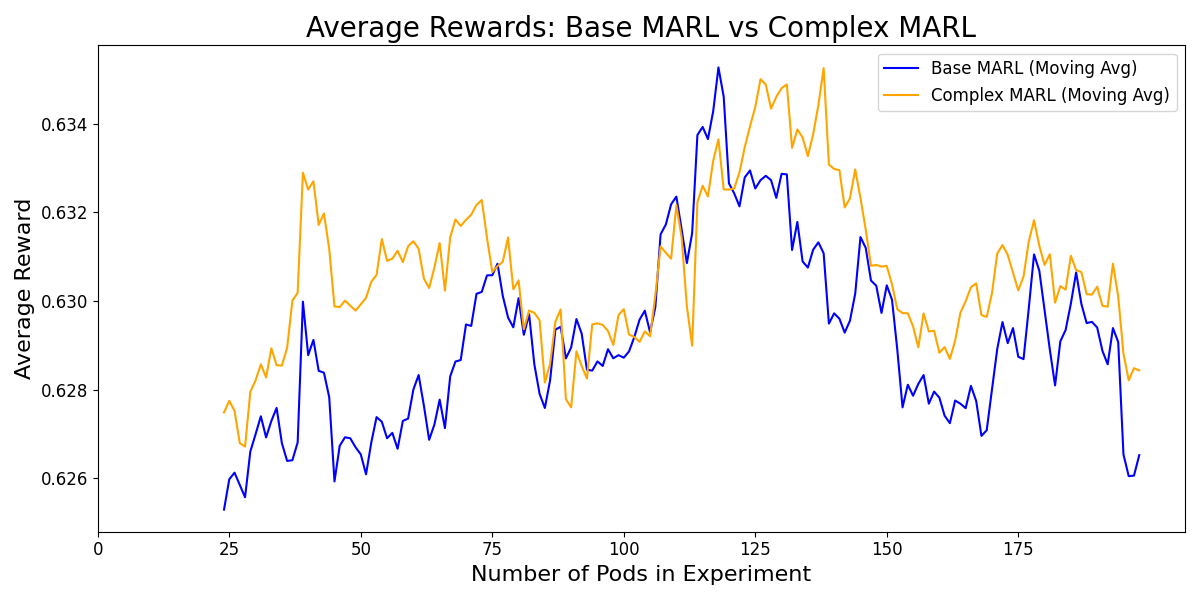 Average Rewards: Base MARL vs Complex MARL
Base MARL (Moving Avg)
Complex MARL (Moving Avg)
Average Reward
0.634
0.632
0.630
0.628
0.626
0 25 50 75 100 125 150 175
Number of Pods in Experiment